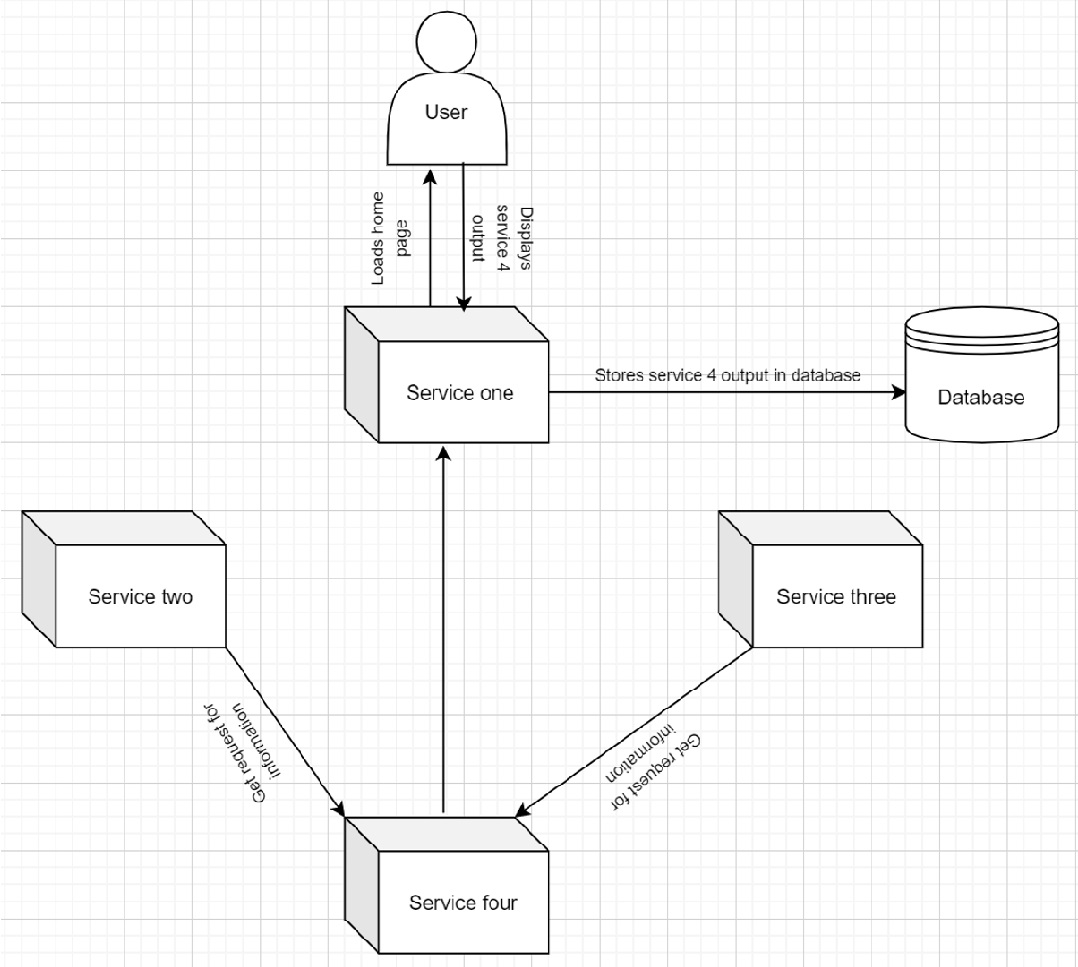 User
Loads home
page
Displays
service 4
output
Service one
Stores service 4 output in database
Database
Service two
Service three
Get request for
information
Get request for
information
Service four